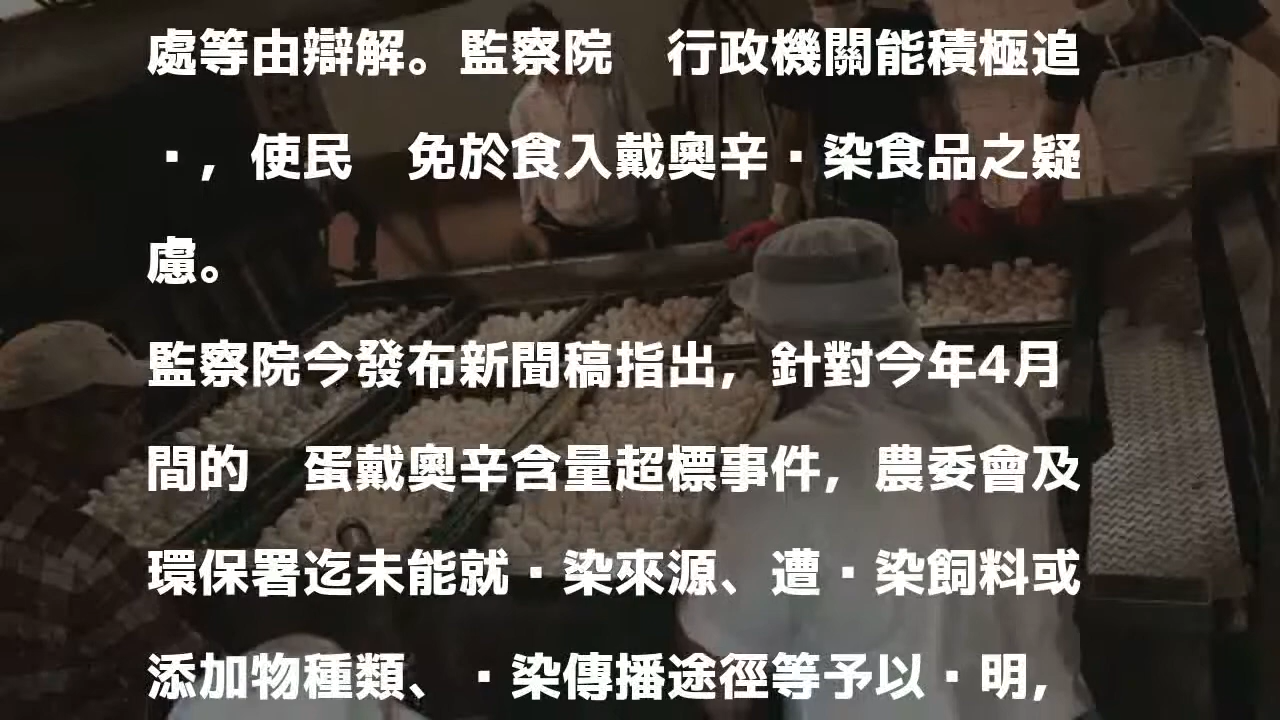 處等由辯解。監察院　行政機關能積極追
▪，使民　免於食入戴奧辛▪染食品之疑
慮。
監察院今發布新聞稿指出，針對今年4月
間的　蛋戴奧辛含量超標事件，農委會及
環保署迄未能就▪染來源、遭▪染飼料或
添加物種類、▪染傳播途徑等予以▪明，